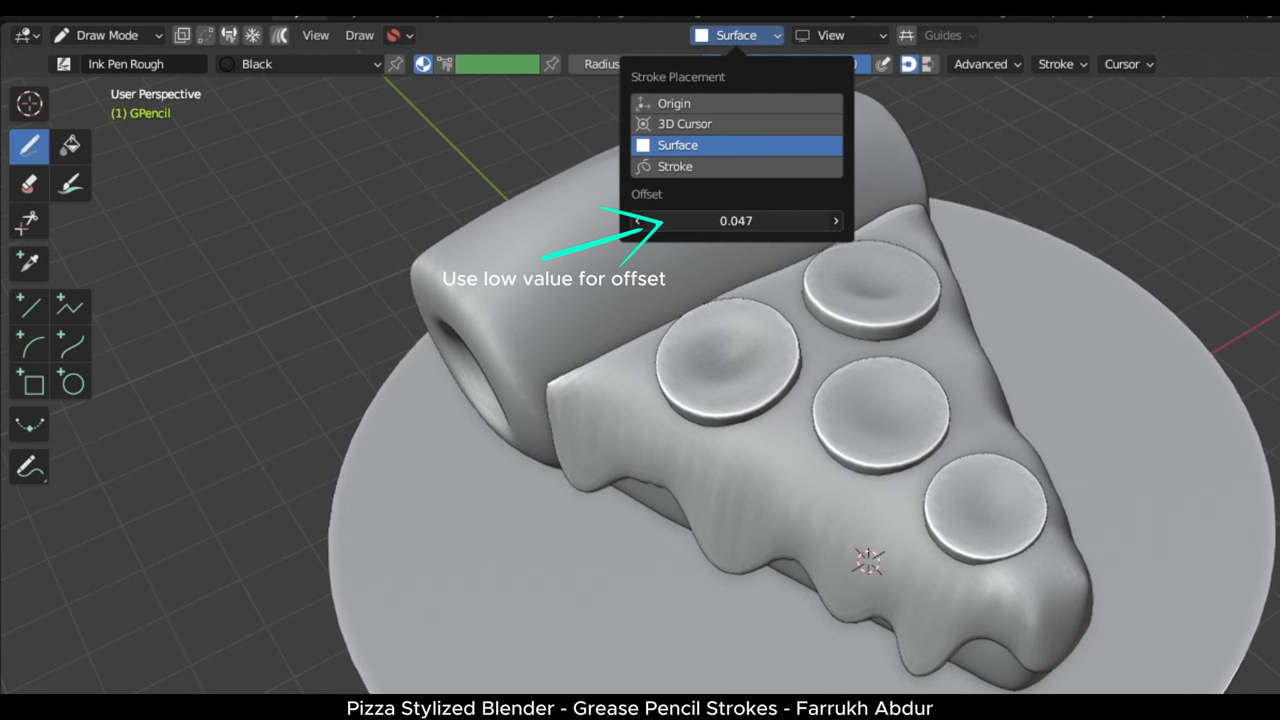 Draw Mode View Draw Surface View Guides
Ink Pen Rough Black Radius Advanced Stroke Cursor
Stroke Placement
Origin
3D Cursor
Surface
Stroke
Offset
0.047
User Perspective
(1) GPencil
Use low value for offset
Pizza Stylized Blender - Grease Pencil Strokes - Farrukh Abdur